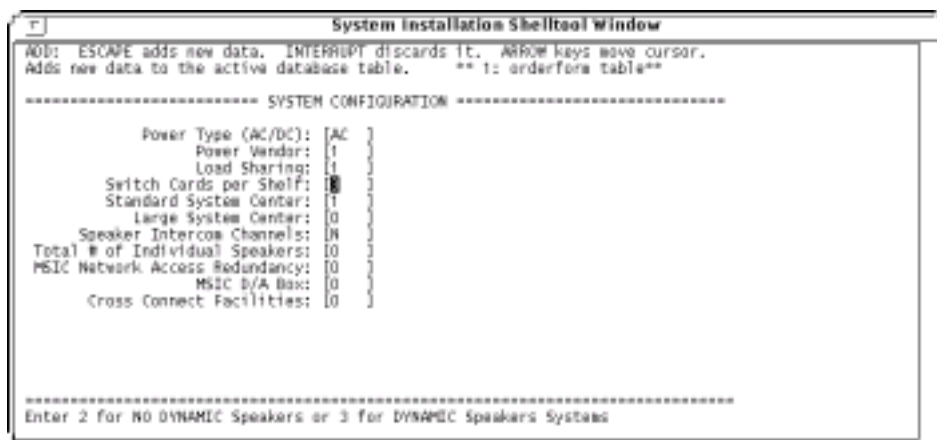 System Installation Shelltool Window
ADD: ESCAPE adds new data. INTERRUPT discards it. ARROW keys move cursor.
Adds new data to the active database table. ** 1: orderform table**
-------------------------- SYSTEM CONFIGURATION ------------------------------
Power Type (AC/DC): [AC ]
Power Vendor: [1 ]
Load Sharing: [1 ]
Switch Cards per Shelf: [ ]
Standard System Center: [1 ]
Large System Center: [0 ]
Speaker Intercom Channels: [N ]
Total # of Individual Speakers: [0 ]
MSIC Network Access Redundancy: [0 ]
MSIC D/A Box: [0 ]
Cross Connect Facilities: [0 ]
--------------------------------------------------------------------------------
Enter 2 for NO DYNAMIC Speakers or 3 for DYNAMIC Speakers Systems